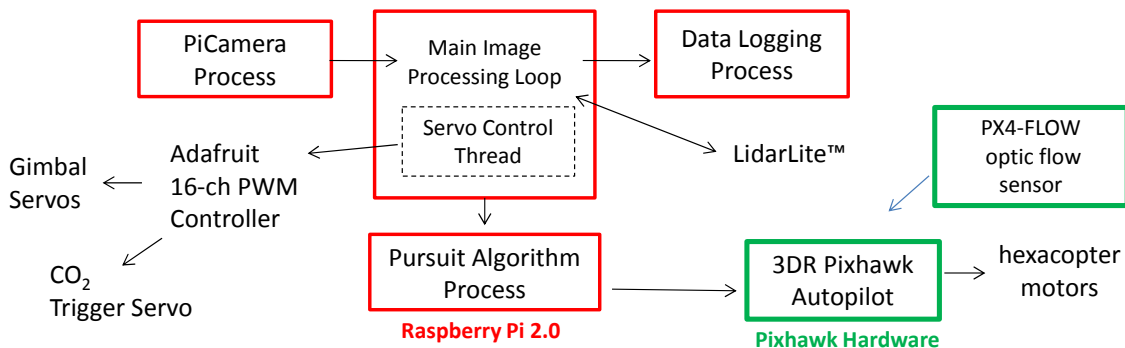 PiCamera
Process
Main Image
Processing Loop
Data Logging
Process
Servo Control
Thread
PX4-FLOW
optic flow
sensor
LidarLite™
Gimbal
Servos
Adafruit
16-ch PWM
Controller
CO₂
Trigger Servo
Pursuit Algorithm
Process
3DR Pixhawk
Autopilot
hexacopter
motors
Raspberry Pi 2.0
Pixhawk Hardware